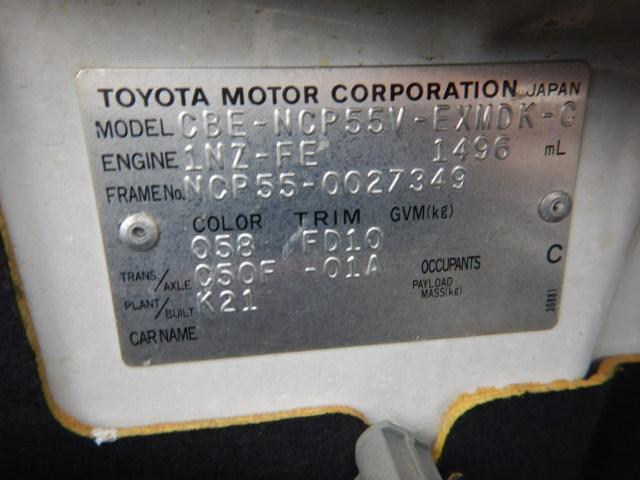 TOYOTA MOTOR CORPORATION JAPAN
MODEL CBE-NCP55V-EXMDK-G
ENGINE 1NZ-FE 1496 mL
FRAME No. NCP55-0027349
COLOR TRIM GVM(kg)
058 FD10
TRANS./AXLE C50F -01A OCCUPANTS C
PAYLOAD MASS(kg)
PLANT/BUILT K21
CAR NAME
30881